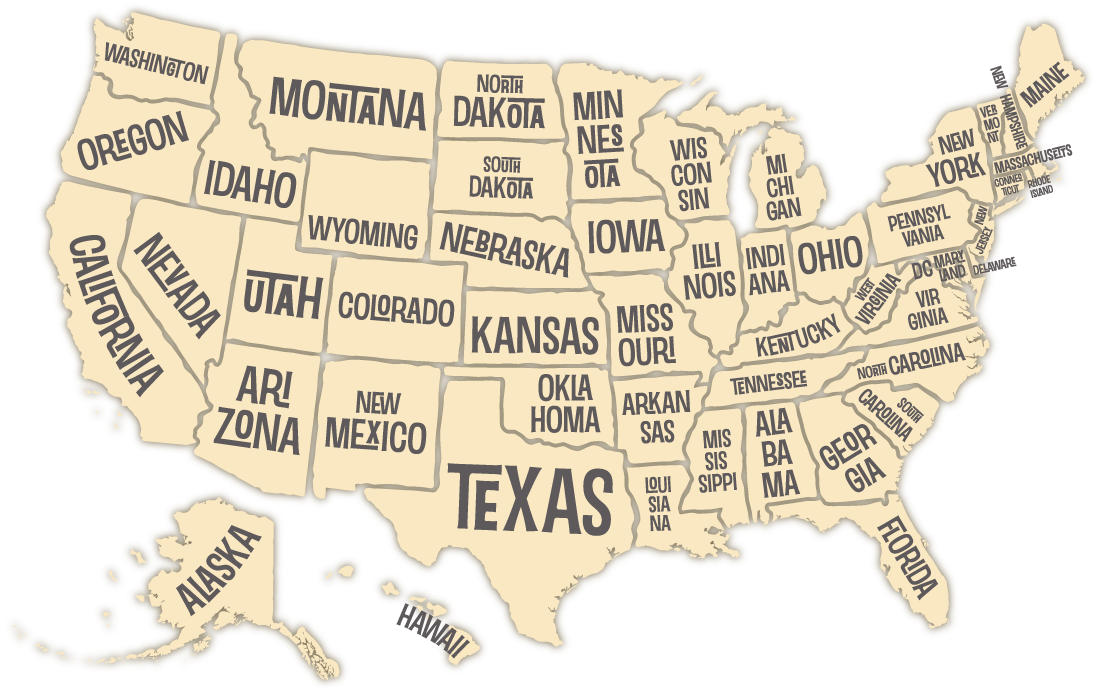 WASHINGTON
OREGON
CALIFORNIA
NEVADA
IDAHO
MONTANA
WYOMING
UTAH
COLORADO
ARI
ZONA
NEW
MEXICO
NORTH
DAKOTA
SOUTH
DAKOTA
NEBRASKA
KANSAS
OKLA
HOMA
TEXAS
MIN
NES
OTA
IOWA
MISS
OURI
ARKAN
SAS
LOUI
SIA
NA
WIS
CON
SIN
ILLI
NOIS
MI
CHI
GAN
INDI
ANA
OHIO
KENTUCKY
TENNESSEE
MIS
SIS
SIPPI
ALA
BA
MA
GEOR
GIA
FLORIDA
SOUTH
CAROLINA
NORTH CAROLINA
VIR
GINIA
WEST
VIRGINIA
DC
MARY
LAND
DELAWARE
PENNSYL
VANIA
NEW
JERSEY
NEW
YORK
CONNEC
TICUT
RHODE
ISLAND
MASSACHUSETTS
VER
MO
NT
NEW HAMPSHIRE
MAINE
ALASKA
HAWAII